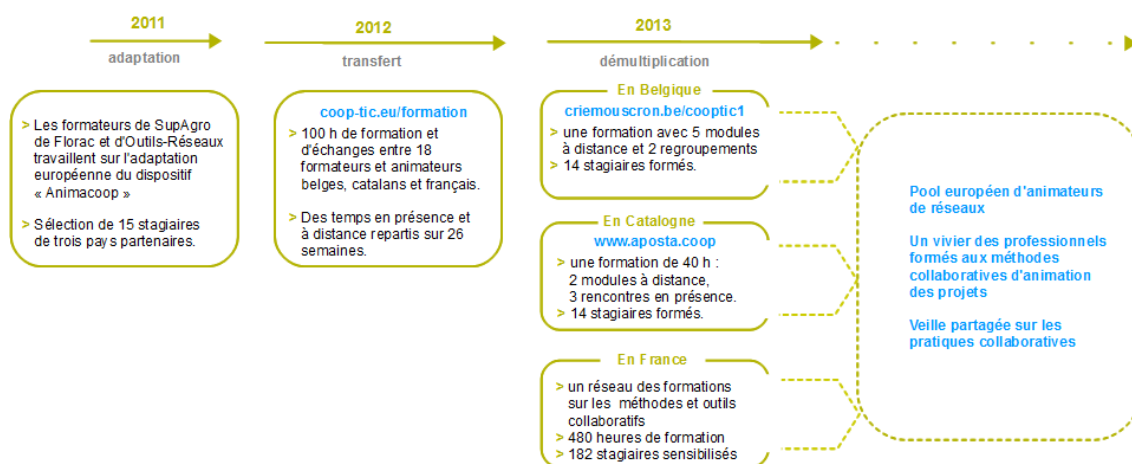 2011
adaptation
> Les formateurs de SupAgro
de Florac et d'Outils-Réseaux
travaillent sur l'adaptation
européenne du dispositif
« Animacoop »
> Sélection de 15 stagiaires
de trois pays partenaires.
2012
transfert
coop-tic.eu/formation
> 100 h de formation et
d'échanges entre 18
formateurs et animateurs
belges, catalans et français.
> Des temps en présence et
à distance repartis sur 26
semaines.
2013
démultiplication
En Belgique
criemouscron.be/cooptic1
> une formation avec 5 modules
à distance et 2 regroupements
> 14 stagiaires formés.
En Catalogne
www.aposta.coop
> une formation de 40 h :
2 modules à distance,
3 rencontres en présence.
> 14 stagiaires formés.
En France
> un réseau des formations
sur les méthodes et outils
collaboratifs
> 480 heures de formation
> 182 stagiaires sensibilisés
Pool européen d'animateurs
de réseaux
Un vivier des professionnels
formés aux méthodes
collaboratives d'animation
des projets
Veille partagée sur les
pratiques collaboratives